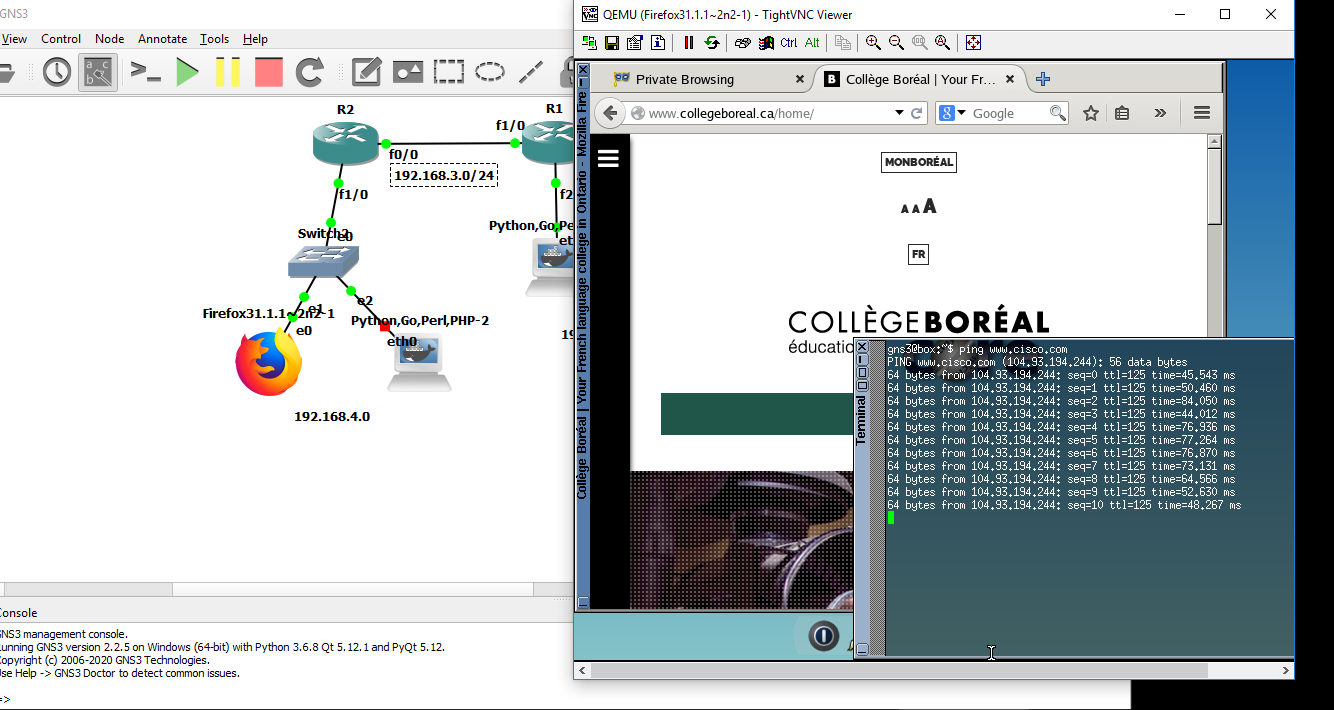 GNS3
View Control Node Annotate Tools Help
R2
R1
f1/0
f0/0
192.168.3.0/24
f1/0
f2
Switch2
e0
Python,Go,Pe
et
e1
e2
Firefox31.1.1~2n2-1
e0
Python,Go,Perl,PHP-2
eth0
19
192.168.4.0
Console
GNS3 management console.
unning GNS3 version 2.2.5 on Windows (64-bit) with Python 3.6.8 Qt 5.12.1 and PyQt 5.12.
opyright (c) 2006-2020 GNS3 Technologies.
se Help -> GNS3 Doctor to detect common issues.
=>
QEMU (Firefox31.1.1~2n2-1) - TightVNC Viewer
Ctrl Alt
Private Browsing
Collège Boréal | Your Fr...
www.collegeboreal.ca/home/
Google
Collège Boréal | Your French language college in Ontario - Mozilla Fire
MONBORÉAL
A A A
FR
COLLÈGEBORÉAL
éducatio
Terminal
gns3@box:~$ ping www.cisco.com
PING www.cisco.com (104.93.194.244): 56 data bytes
64 bytes from 104.93.194.244: seq=0 ttl=125 time=45.543 ms
64 bytes from 104.93.194.244: seq=1 ttl=125 time=50.460 ms
64 bytes from 104.93.194.244: seq=2 ttl=125 time=84.050 ms
64 bytes from 104.93.194.244: seq=3 ttl=125 time=44.012 ms
64 bytes from 104.93.194.244: seq=4 ttl=125 time=76.936 ms
64 bytes from 104.93.194.244: seq=5 ttl=125 time=77.264 ms
64 bytes from 104.93.194.244: seq=6 ttl=125 time=76.870 ms
64 bytes from 104.93.194.244: seq=7 ttl=125 time=73.131 ms
64 bytes from 104.93.194.244: seq=8 ttl=125 time=64.566 ms
64 bytes from 104.93.194.244: seq=9 ttl=125 time=52.630 ms
64 bytes from 104.93.194.244: seq=10 ttl=125 time=48.267 ms